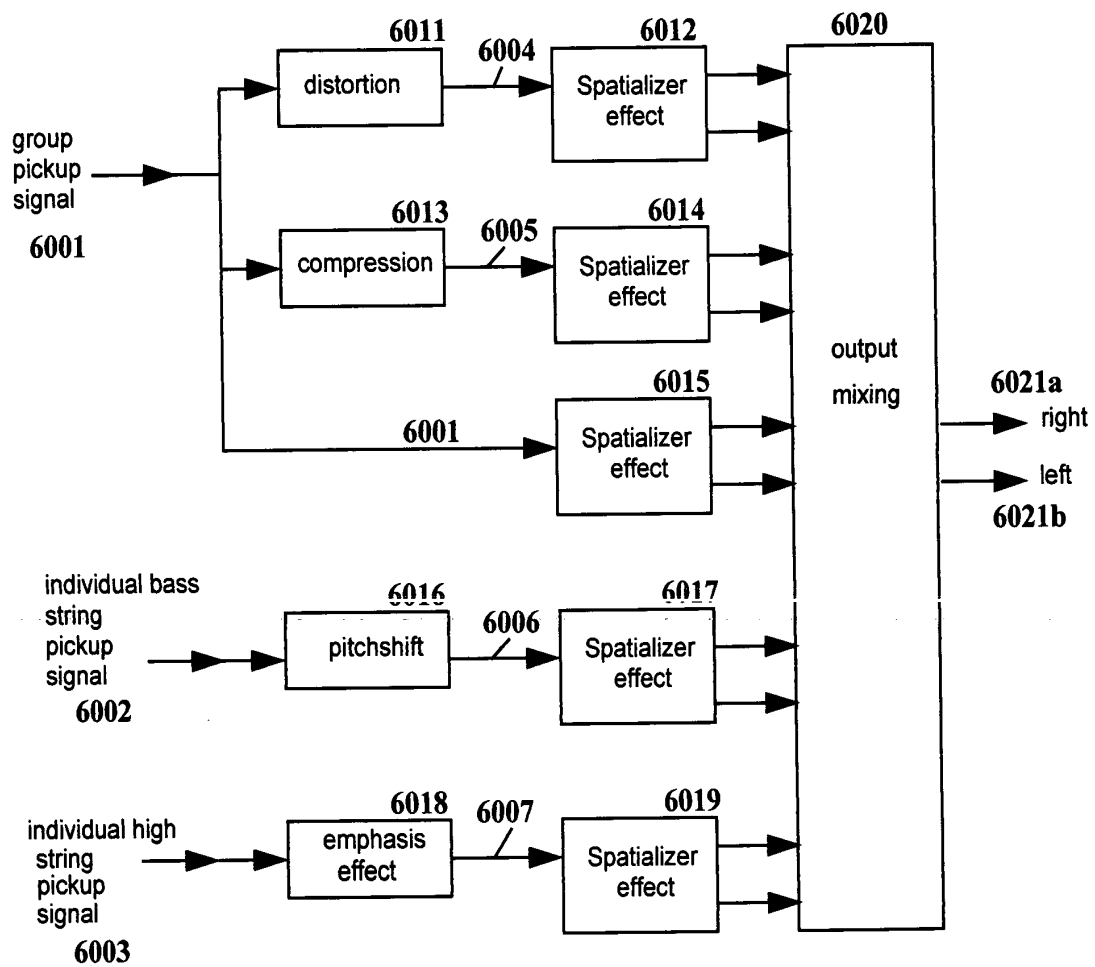 6011
6004
6012
6020
distortion
Spatializer
effect
group
pickup
signal
6001
6013
6005
6014
compression
Spatializer
effect
output
mixing
6015
6001
Spatializer
effect
6021a
right
left
6021b
individual bass
string
pickup
signal
6002
6016
6006
6017
pitchshift
Spatializer
effect
individual high
string
pickup
signal
6003
6018
6007
6019
emphasis
effect
Spatializer
effect